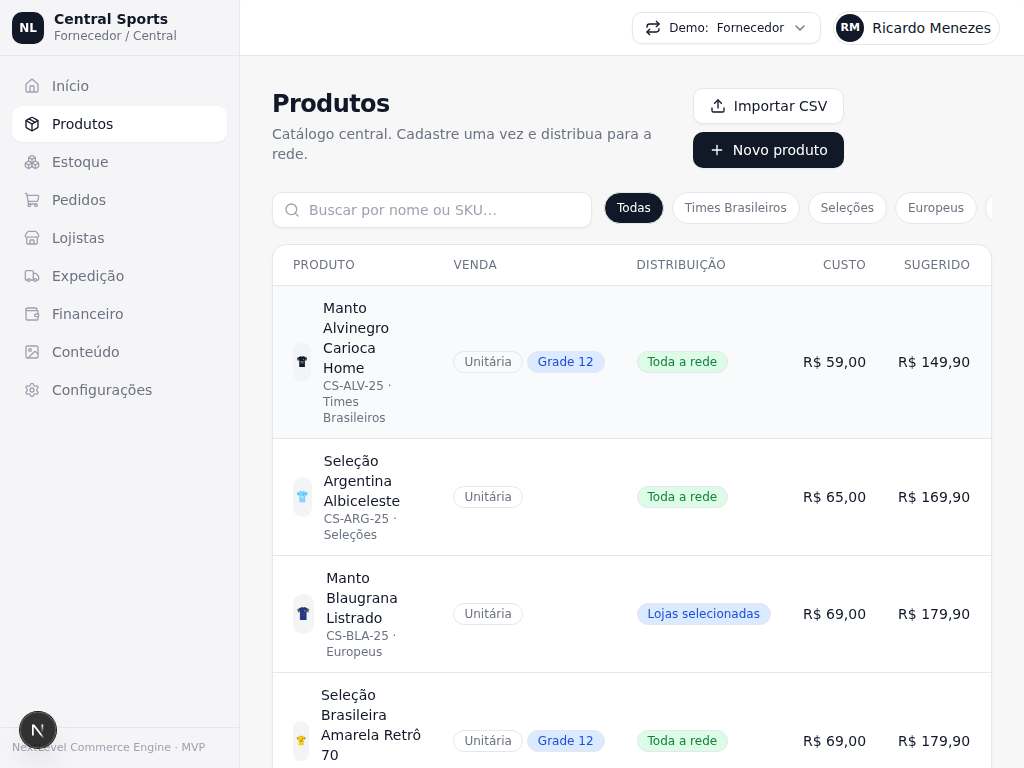 NL
Central Sports
Fornecedor / Central
Demo: Fornecedor
RM
Ricardo Menezes
Início
Produtos
Estoque
Pedidos
Lojistas
Expedição
Financeiro
Conteúdo
Configurações
N
Commerce Engine · MVP
Produtos
Catálogo central. Cadastre uma vez e distribua para a
rede.
Importar CSV
Novo produto
Buscar por nome ou SKU...
Todas
Times Brasileiros
Seleções
Europeus
PRODUTO
VENDA
DISTRIBUIÇÃO
CUSTO
SUGERIDO
Manto
Alvinegro
Carioca
Home
CS-ALV-25 ·
Times
Brasileiros
Unitária
Grade 12
Toda a rede
R$ 59,00
R$ 149,90
Seleção
Argentina
Albiceleste
CS-ARG-25 ·
Seleções
Unitária
Toda a rede
R$ 65,00
R$ 169,90
Manto
Blaugrana
Listrado
CS-BLA-25 ·
Europeus
Unitária
Lojas selecionadas
R$ 69,00
R$ 179,90
Seleção
Brasileira
Amarela Retrô
70
Unitária
Grade 12
Toda a rede
R$ 69,00
R$ 179,90